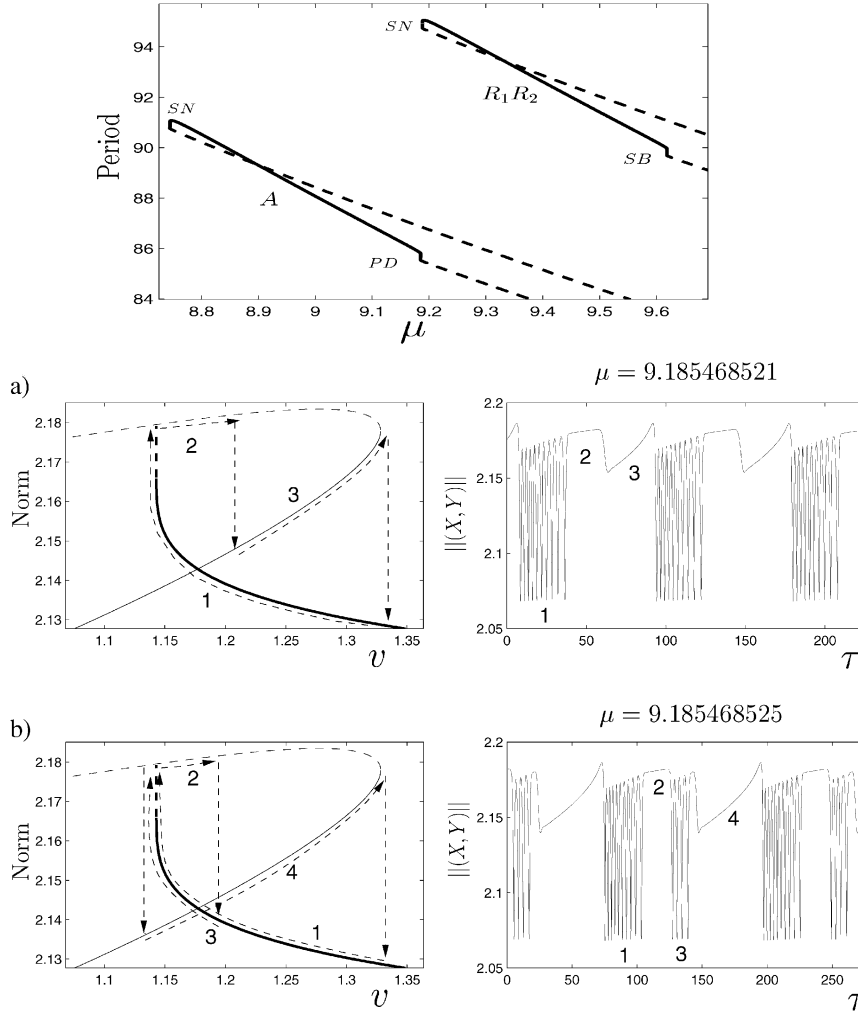 94
92
90
88
86
84
Period
SN
SN
R₁R₂
SB
A
PD
8.8 8.9 9 9.1 9.2 9.3 9.4 9.5 9.6
μ
a)
μ = 9.185468521
2.18
2.17
2.16
2.15
2.14
2.13
Norm
2
3
1
1.1 1.15 1.2 1.25 1.3 1.35
v
2.2
2.15
2.1
2.05
||(X,Y)||
2 3
1
0 50 100 150 200
τ
b)
μ = 9.185468525
2.18
2.17
2.16
2.15
2.14
2.13
Norm
2
4
1
3
1.1 1.15 1.2 1.25 1.3 1.35
v
2.2
2.15
2.1
2.05
||(X,Y)||
2
4
1 3
0 50 100 150 200 250
τ